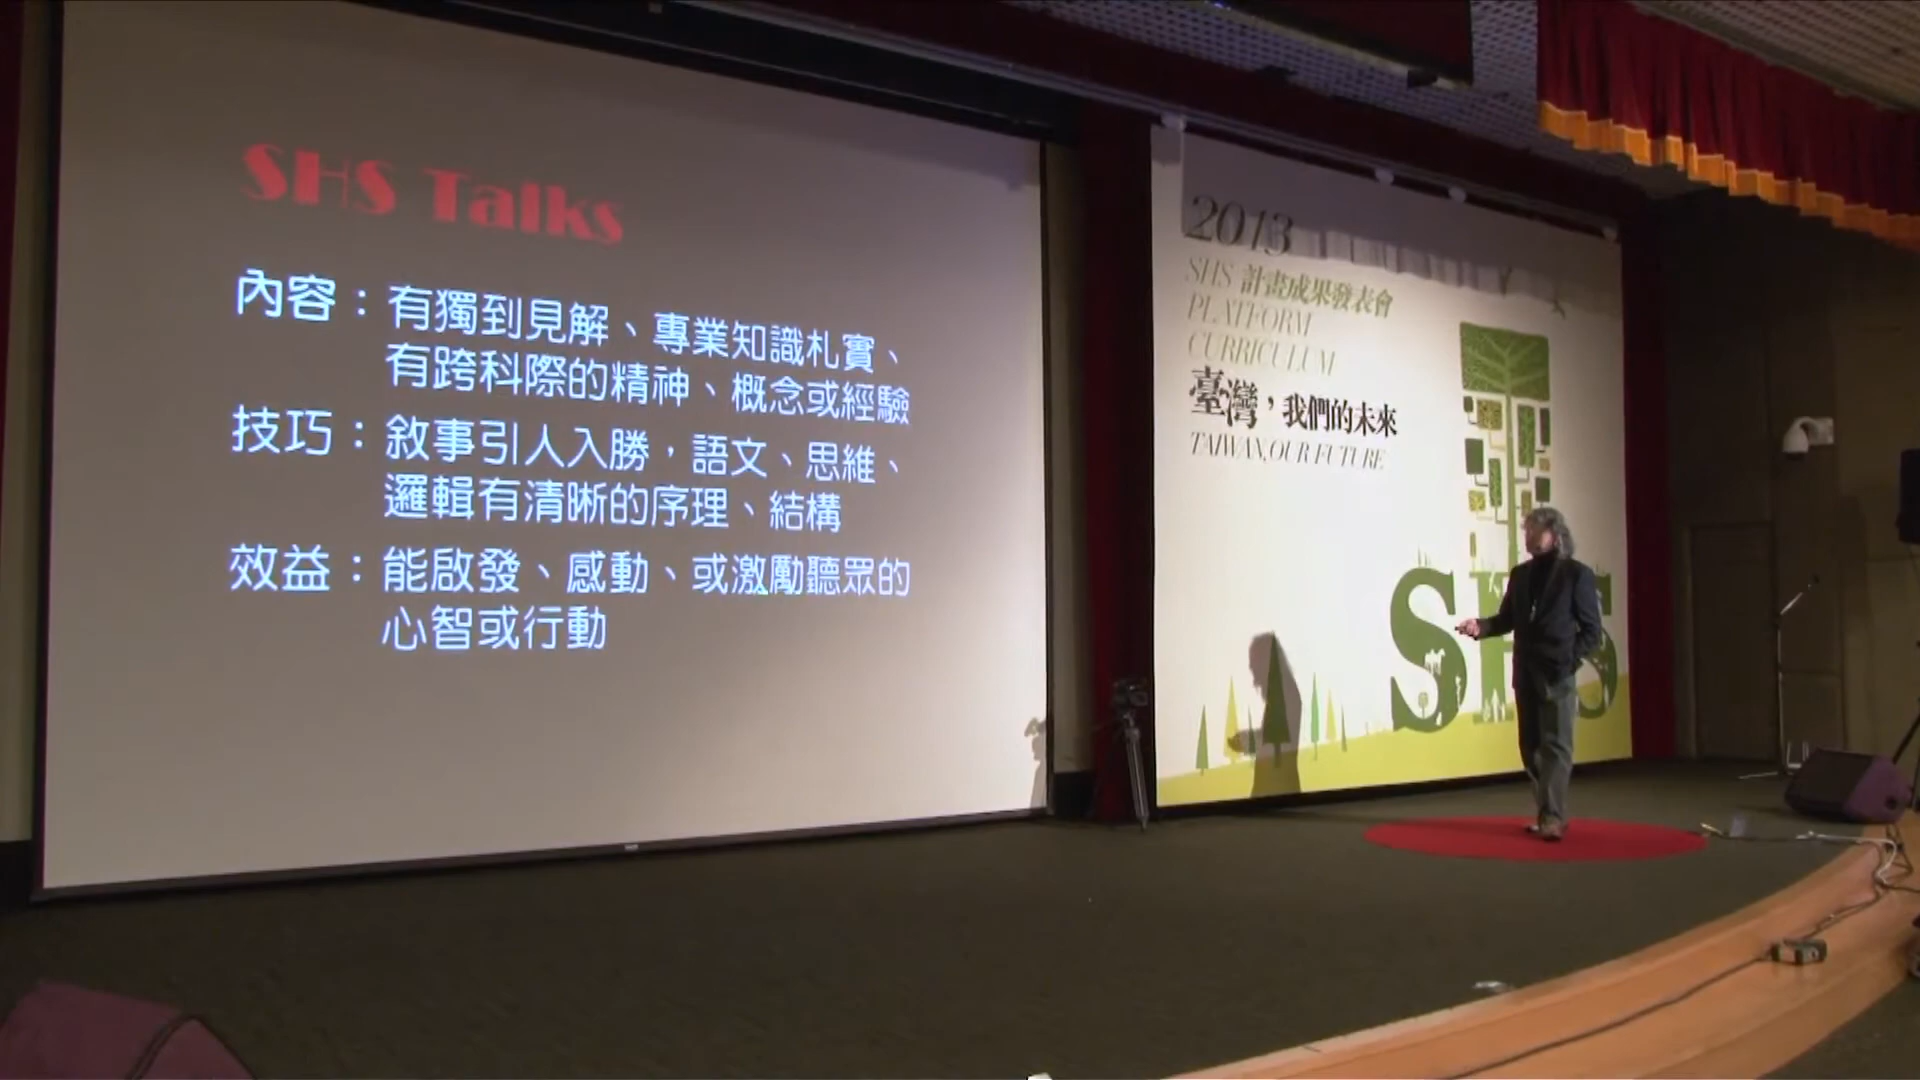 SHS Talks
內容：有獨到見解、專業知識札實、
有跨科際的精神、概念或經驗
技巧：敘事引人入勝，語文、思維、
邏輯有清晰的序理、結構
效益：能啟發、感動、或激勵聽眾的
心智或行動
2013
SHS 計畫成果發表會
PLATFORM
CURRICULUM
臺灣，我們的未來
TAIWAN, OUR FUTURE
SHS